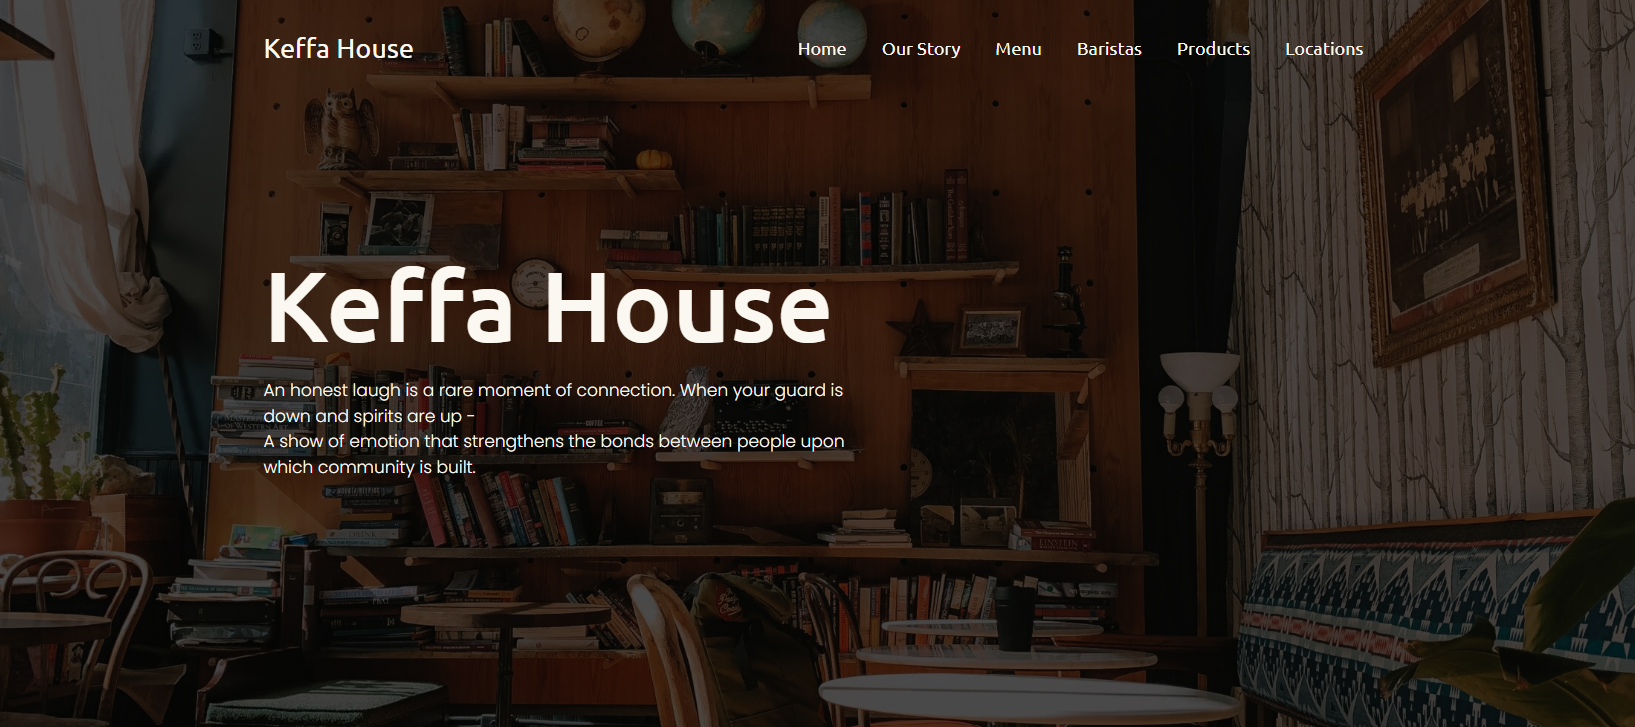 Keffa House
Home Our Story Menu Baristas Products Locations
Keffa House
An honest laugh is a rare moment of connection. When your guard is
down and spirits are up -
A show of emotion that strengthens the bonds between people upon
which community is built.
EINSTEIN